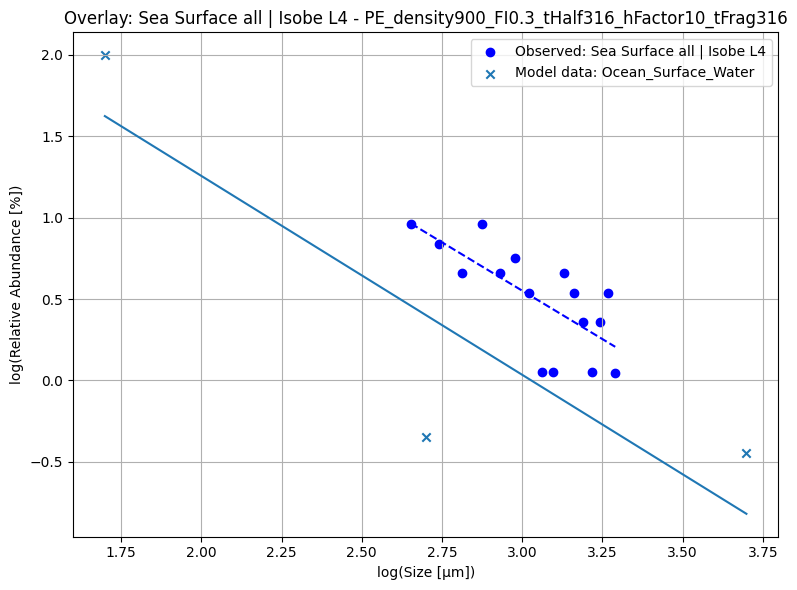 Overlay: Sea Surface all | Isobe L4 - PE_density900_FI0.3_tHalf316_hFactor10_tFrag316
Observed: Sea Surface all | Isobe L4
Model data: Ocean_Surface_Water
log(Relative Abundance [%])
2.0
1.5
1.0
0.5
0.0
−0.5
1.75 2.00 2.25 2.50 2.75 3.00 3.25 3.50 3.75
log(Size [μm])